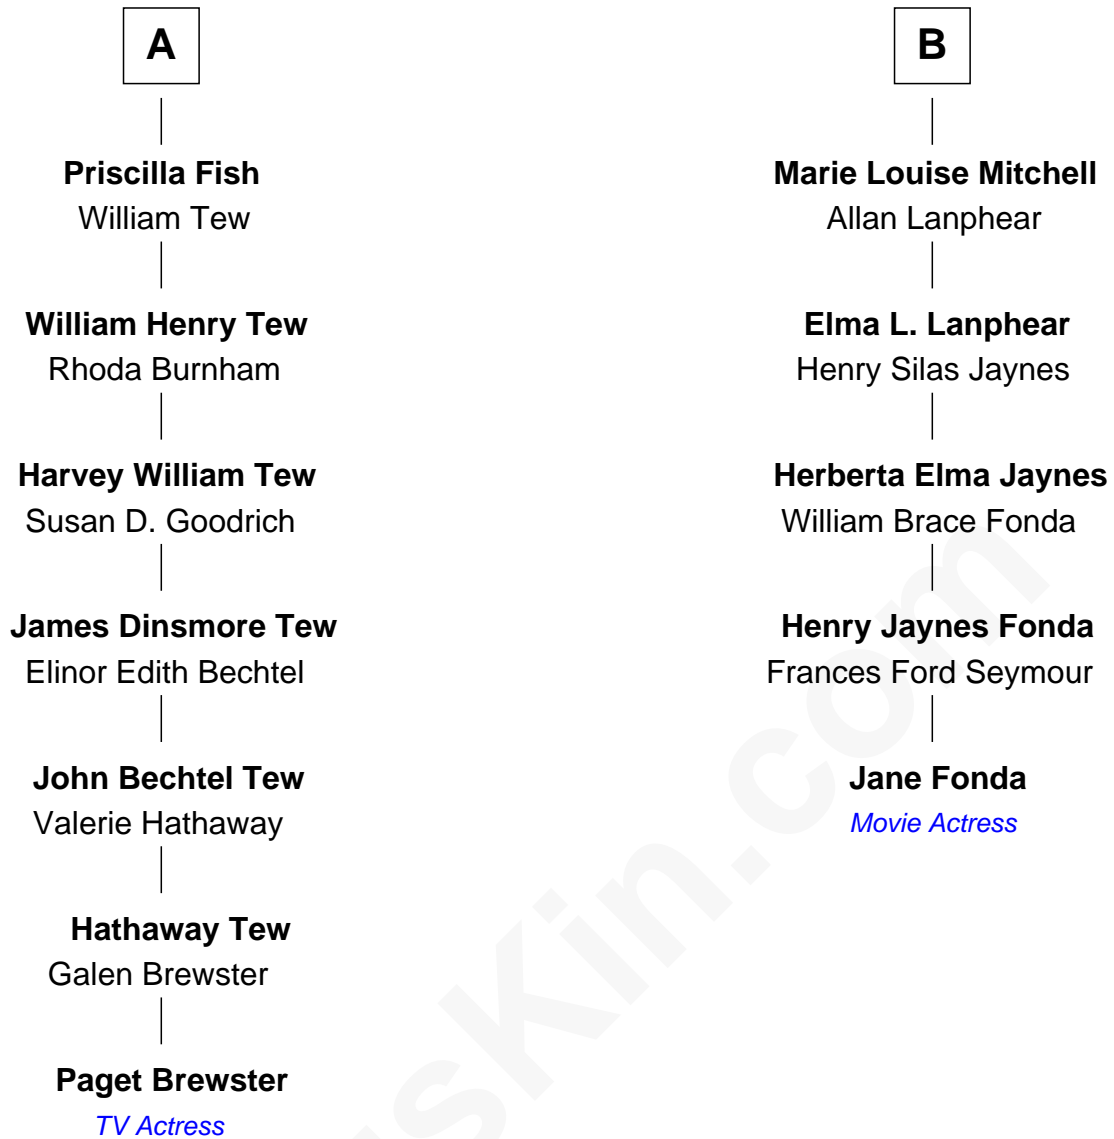 A
Priscilla Fish
William Tew
William Henry Tew
Rhoda Burnham
Harvey William Tew
Susan D. Goodrich
James Dinsmore Tew
Elinor Edith Bechtel
John Bechtel Tew
Valerie Hathaway
Hathaway Tew
Galen Brewster
Paget Brewster
TV Actress
B
Marie Louise Mitchell
Allan Lanphear
Elma L. Lanphear
Henry Silas Jaynes
Herberta Elma Jaynes
William Brace Fonda
Henry Jaynes Fonda
Frances Ford Seymour
Jane Fonda
Movie Actress
usKin.com